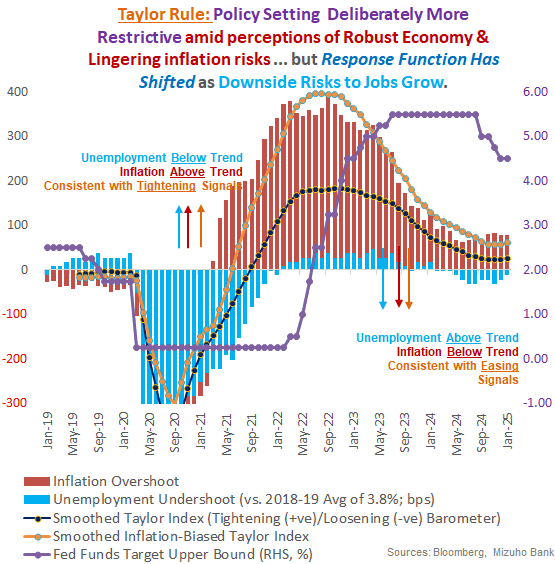 Taylor Rule: Policy Setting Deliberately More
Restrictive amid perceptions of Robust Economy &
Lingering inflation risks ... but Response Function Has
Shifted as Downside Risks to Jobs Grow.
400
300
200
100
0
-100
-200
-300
6.00
5.00
4.00
3.00
2.00
1.00
0.00
-1.00
Unemployment Below Trend
Inflation Above Trend
Consistent with Tightening Signals
Unemployment Above Trend
Inflation Below Trend
Consistent with Easing
Signals
Jan-19
May-19
Sep-19
Jan-20
May-20
Sep-20
Jan-21
May-21
Sep-21
Jan-22
May-22
Sep-22
Jan-23
May-23
Sep-23
Jan-24
May-24
Sep-24
Jan-25
Inflation Overshoot
Unemployment Undershoot (vs. 2018-19 Avg of 3.8%; bps)
Smoothed Taylor Index (Tightening (+ve)/Loosening (-ve) Barometer)
Smoothed Inflation-Biased Taylor Index
Fed Funds Target Upper Bound (RHS, %)
Sources: Bloomberg, Mizuho Bank